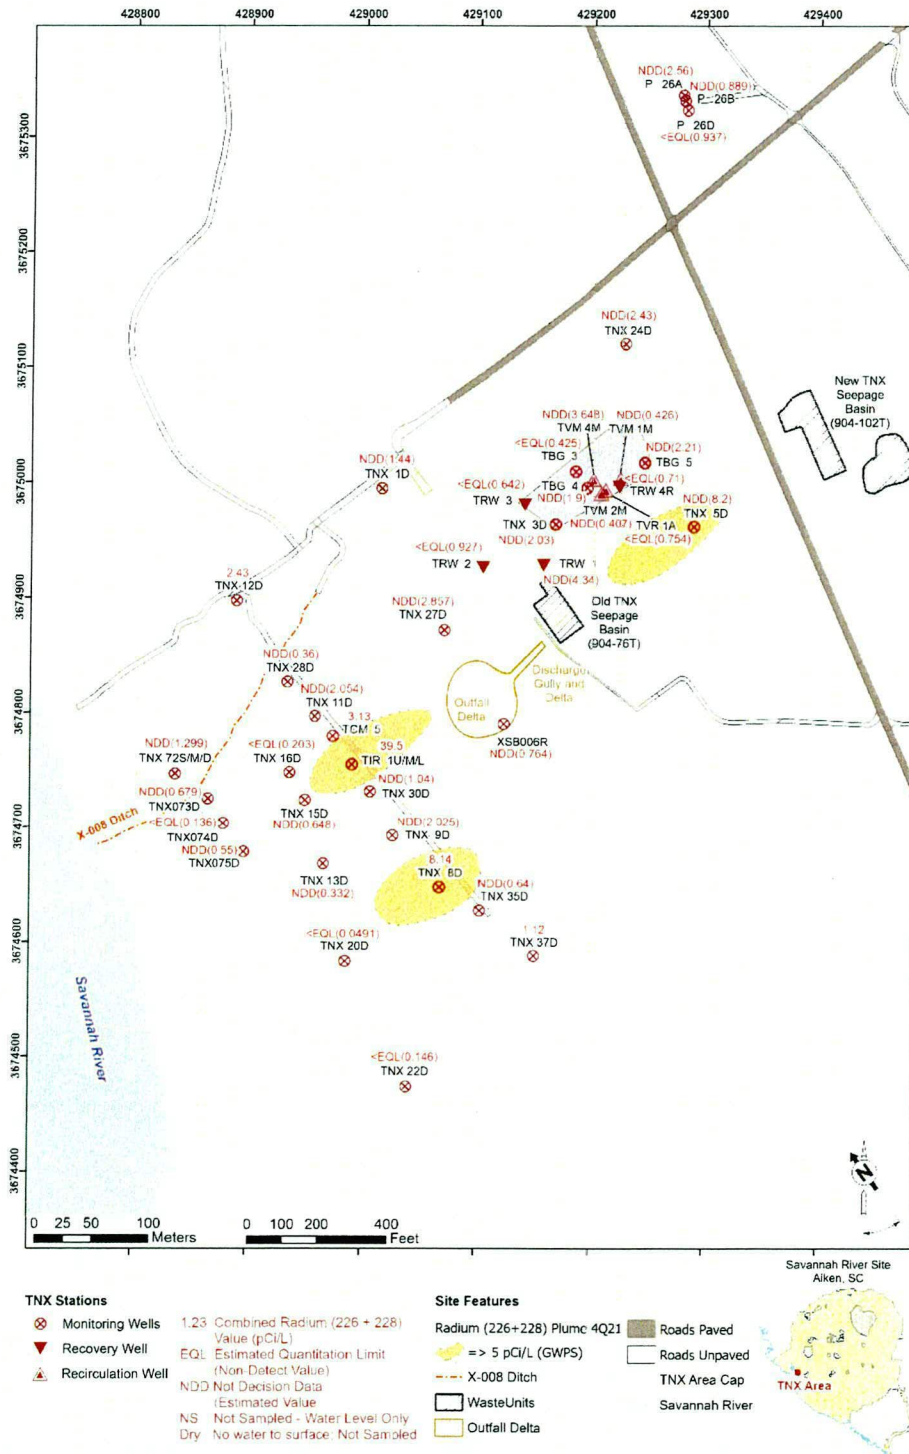 428800 428900 429000 429100 429200 429300 429400
3675300
3675200
3675100
3675000
3674900
3674800
3674700
3674600
3674500
3674400
NDD(2.56)
P 26A
NDD(0.889)
P 26B
P 26D
<EQL(0.937)
NDD(2.43)
TNX 24D
New TNX
Seepage
Basin
(904-102T)
NDD(3.648)
TVM 4M
NDD(0.426)
TVM 1M
<EQL(0.425)
TBG 3
NDD(2.21)
TBG 5
NDD(1.44)
TNX 1D
<EQL(0.642)
TRW 3
TBG 4
NDD(1.9)
<EQL(0.71)
TRW 4R
TVM 2M
NDD(8.2)
TNX 5D
TNX 3D
NDD(2.03)
NDD(0.407)
TVR 1A
<EQL(0.754)
<EQL(0.927)
TRW 2
TRW 1
NDD(4.34)
2.43
TNX 12D
Old TNX
Seepage
Basin
(904-76T)
NDD(2.857)
TNX 27D
NDD(0.36)
TNX 28D
NDD(2.054)
TNX 11D
Discharge
Gully and
Delta
Outfall
Delta
3.13
TCM 5
XSB006R
NDD(0.764)
39.5
TIR 1U/M/L
NDD(1.299)
TNX 72S/M/D
<EQL(0.203)
TNX 16D
NDD(1.04)
TNX 30D
NDD(0.679)
TNX073D
TNX 15D
NDD(0.648)
X-008 Ditch
<EQL(0.136)
TNX074D
NDD(2.025)
TNX 9D
NDD(0.55)
TNX075D
TNX 13D
NDD(0.332)
8.14
TNX 8D
NDD(0.64)
TNX 35D
<EQL(0.0491)
TNX 20D
1.12
TNX 37D
Savannah River
<EQL(0.146)
TNX 22D
N
0 25 50 100
Meters
0 100 200 400
Feet
TNX Stations
Monitoring Wells
Recovery Well
Recirculation Well
1.23 Combined Radium (226 + 228)
Value (pCi/L)
EQL Estimated Quantitation Limit
(Non-Detect Value)
NDD Not Decision Data
(Estimated Value
NS Not Sampled - Water Level Only
Dry No water to surface: Not Sampled
Site Features
Radium (226+228) Plume 4Q21
=> 5 pCi/L (GWPS)
X-008 Ditch
WasteUnits
Outfall Delta
Roads Paved
Roads Unpaved
TNX Area Cap
Savannah River
Savannah River Site
Aiken, SC
TNX Area